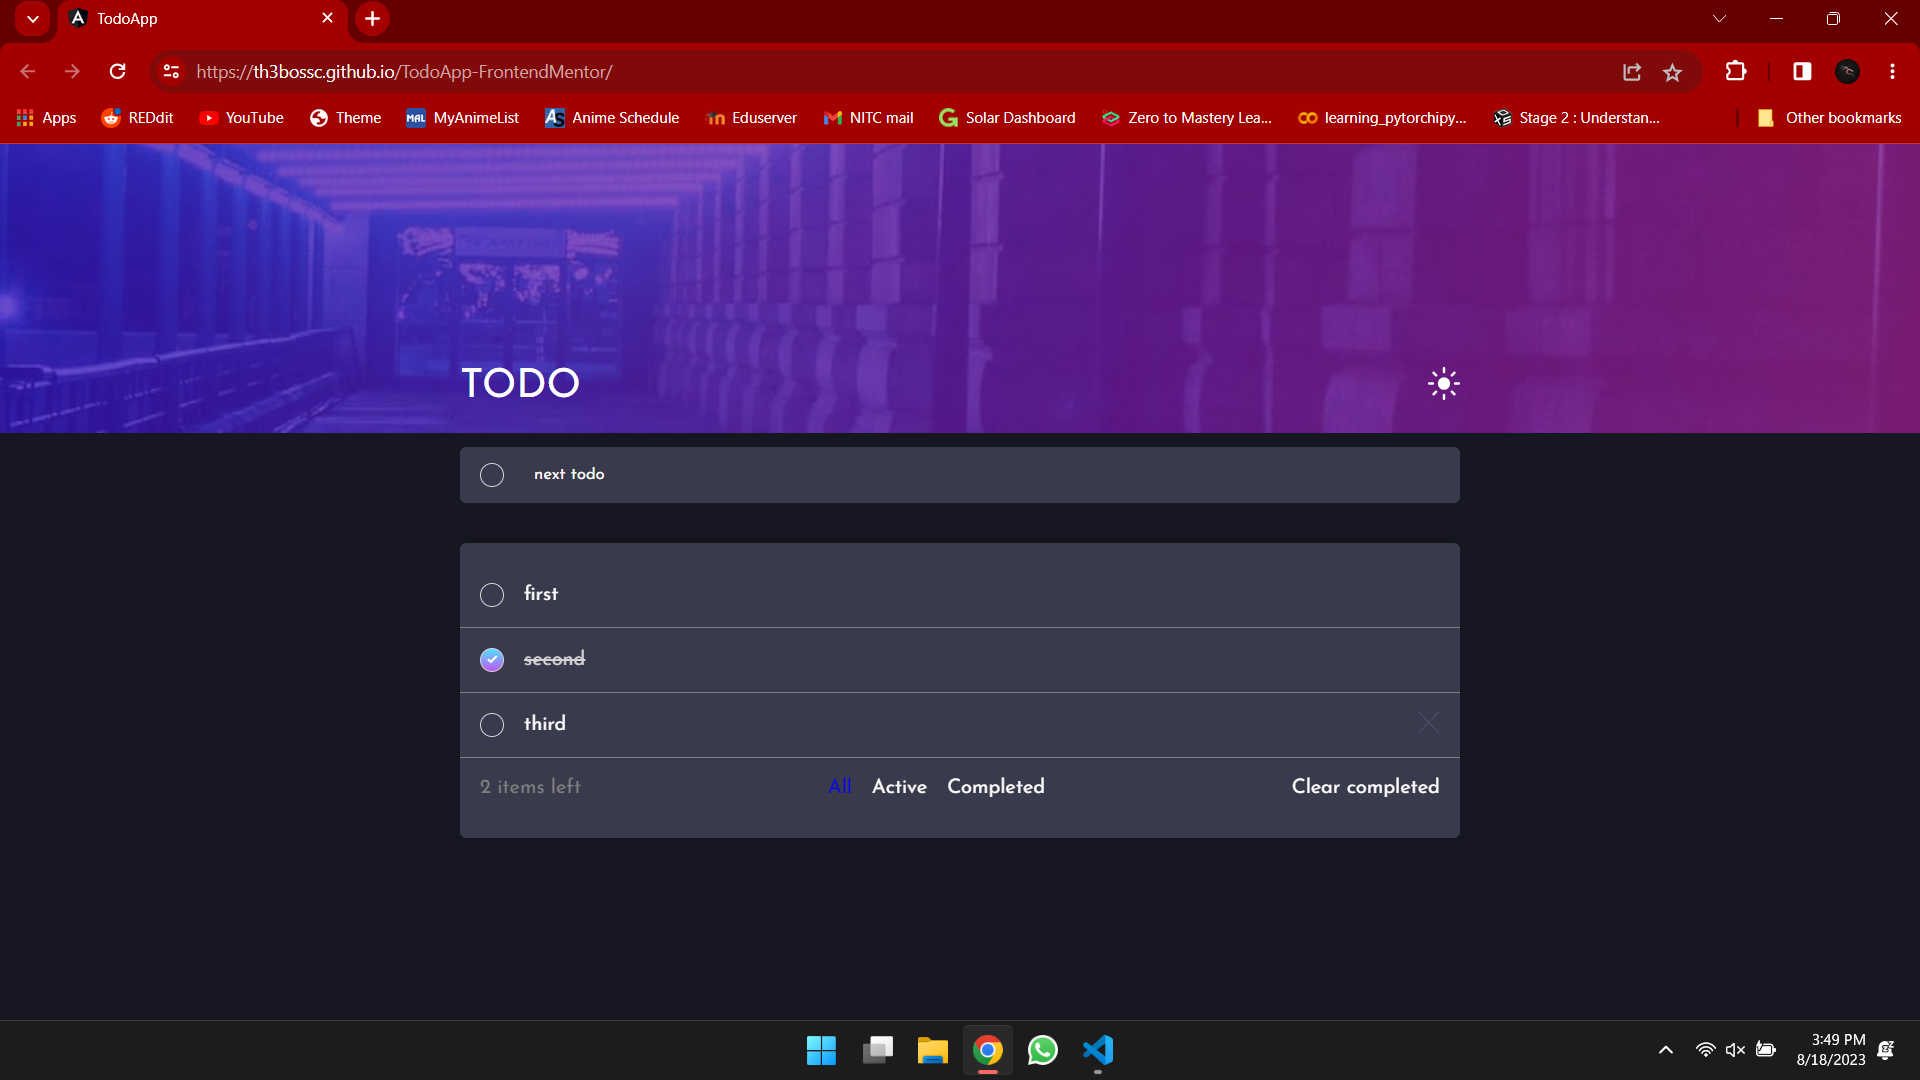 TodoApp
https://th3bossc.github.io/TodoApp-FrontendMentor/
Apps REDdit YouTube Theme MAL MyAnimeList AS Anime Schedule Eduserver NITC mail Solar Dashboard Zero to Mastery Lea... learning_pytorchipy... Stage 2 : Understan... Other bookmarks
TODO
next todo
first
second
third
2 items left All Active Completed Clear completed
3:49 PM
8/18/2023